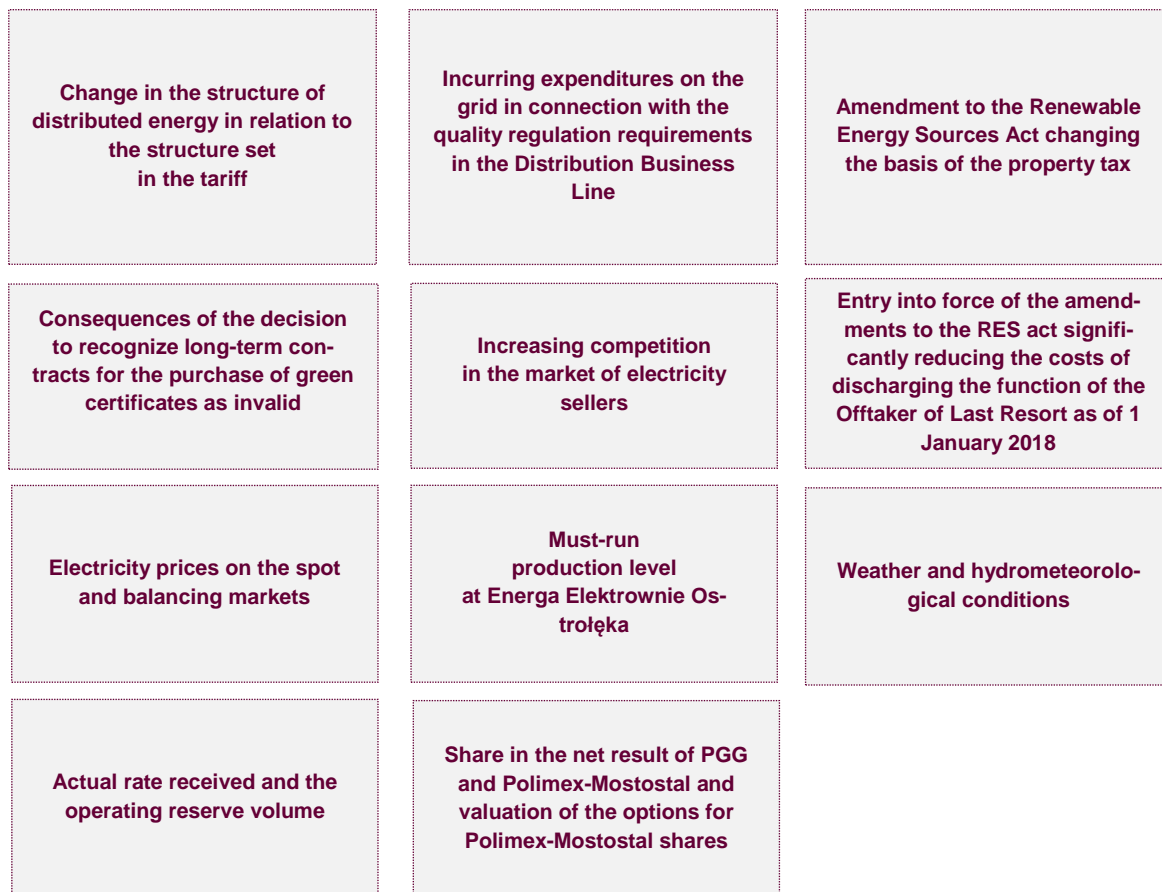 Change in the structure of
distributed energy in relation to
the structure set
in the tariff
Incurring expenditures on the
grid in connection with the
quality regulation requirements
in the Distribution Business
Line
Amendment to the Renewable
Energy Sources Act changing
the basis of the property tax
Consequences of the decision
to recognize long-term con-
tracts for the purchase of green
certificates as invalid
Increasing competition
in the market of electricity
sellers
Entry into force of the amend-
ments to the RES act signifi-
cantly reducing the costs of
discharging the function of the
Offtaker of Last Resort as of 1
January 2018
Electricity prices on the spot
and balancing markets
Must-run
production level
at Energa Elektrownie Os-
trołęka
Weather and hydrometeorolo-
gical conditions
Actual rate received and the
operating reserve volume
Share in the net result of PGG
and Polimex-Mostostal and
valuation of the options for
Polimex-Mostostal shares